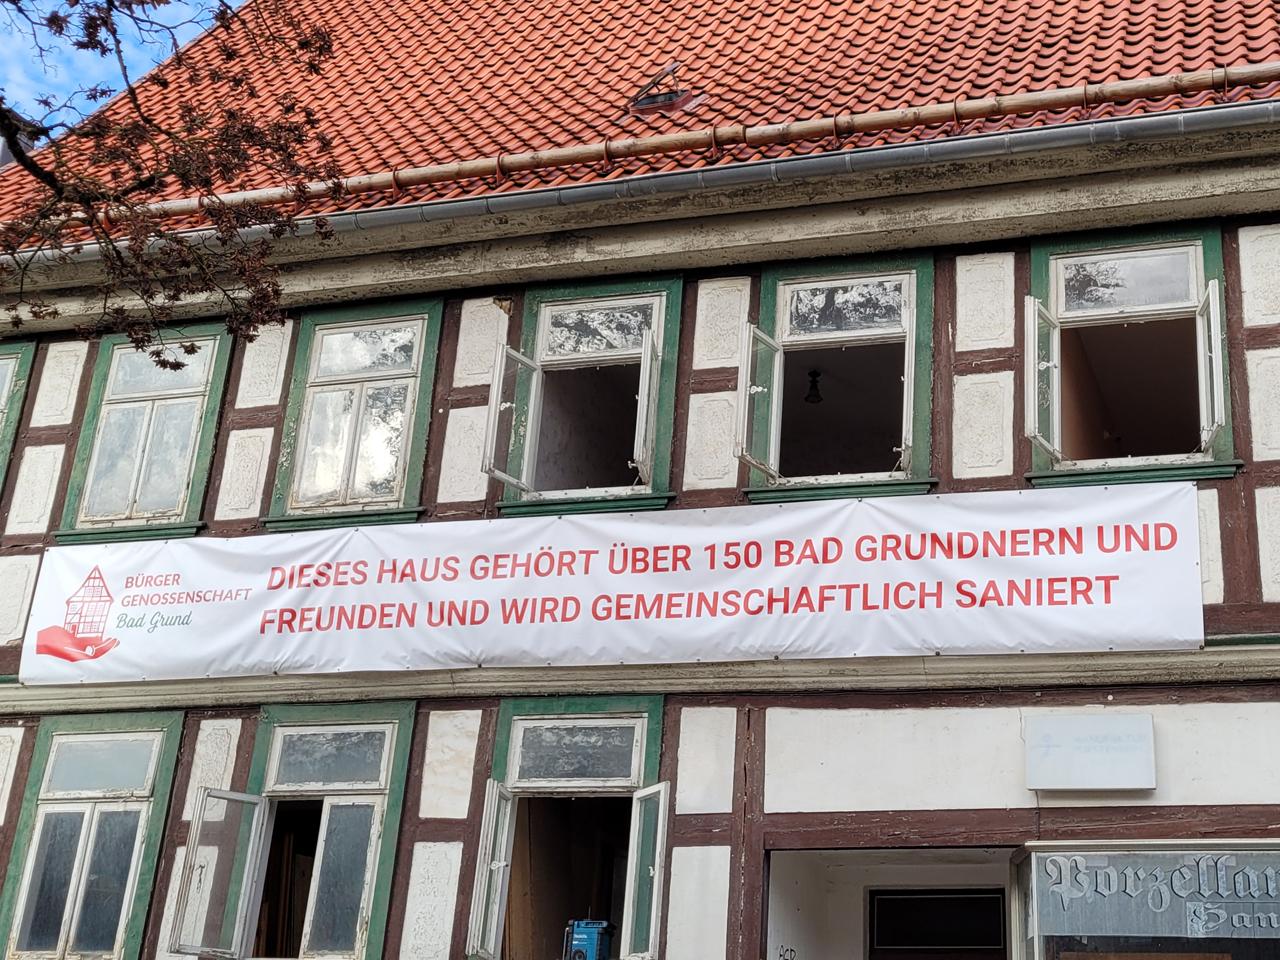 BÜRGER
GENOSSENSCHAFT
Bad Grund
DIESES HAUS GEHÖRT ÜBER 150 BAD GRUNDNERN UND
FREUNDEN UND WIRD GEMEINSCHAFTLICH SANIERT